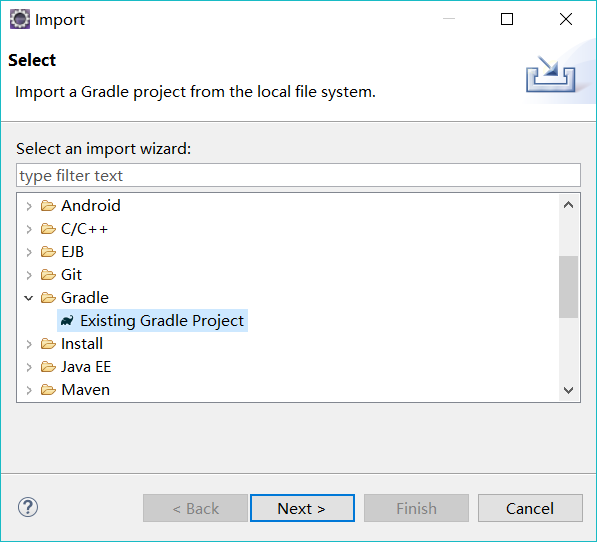 Import
Select
Import a Gradle project from the local file system.
Select an import wizard:
type filter text
Android
C/C++
EJB
Git
Gradle
Existing Gradle Project
Install
Java EE
Maven
? < Back Next > Finish Cancel